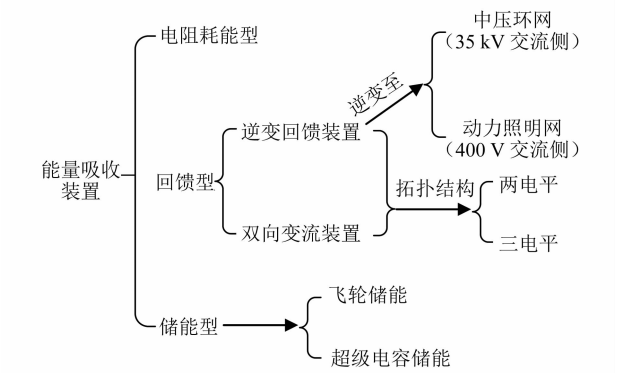 电阻耗能型
中压环网
（35 kV 交流侧）
逆变至
逆变回馈装置
动力照明网
（400 V 交流侧）
能量吸收
装置
回馈型
拓扑结构
两电平
双向变流装置
三电平
飞轮储能
储能型
超级电容储能